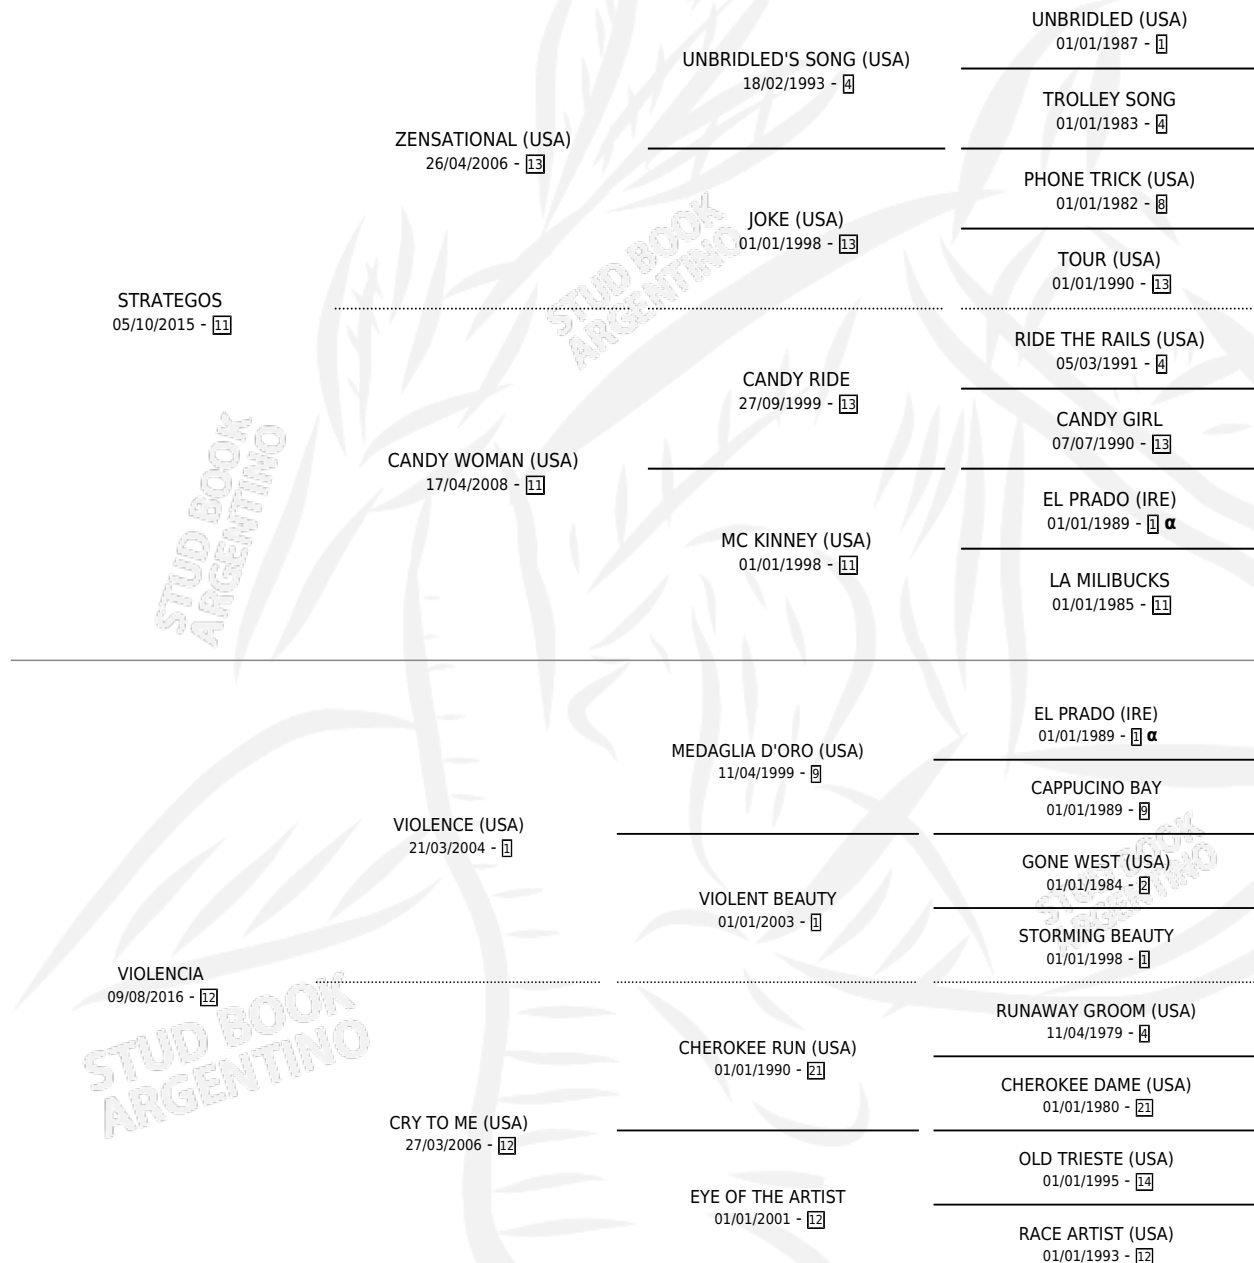 UNBRIDLED (USA)
01/01/1987 - 1
UNBRIDLED'S SONG (USA)
18/02/1993 - 4
TROLLEY SONG
01/01/1983 - 4
ZENSATIONAL (USA)
26/04/2006 - 13
PHONE TRICK (USA)
01/01/1982 - 8
JOKE (USA)
01/01/1998 - 13
TOUR (USA)
01/01/1990 - 13
STRATEGOS
05/10/2015 - 11
RIDE THE RAILS (USA)
05/03/1991 - 4
CANDY RIDE
27/09/1999 - 13
CANDY GIRL
07/07/1990 - 13
CANDY WOMAN (USA)
17/04/2008 - 11
EL PRADO (IRE)
01/01/1989 - 1 α
MC KINNEY (USA)
01/01/1998 - 11
LA MILIBUCKS
01/01/1985 - 11
EL PRADO (IRE)
01/01/1989 - 1 α
MEDAGLIA D'ORO (USA)
11/04/1999 - 9
CAPPUCINO BAY
01/01/1989 - 9
VIOLENCE (USA)
21/03/2004 - 1
GONE WEST (USA)
01/01/1984 - 2
VIOLENT BEAUTY
01/01/2003 - 1
STORMING BEAUTY
01/01/1998 - 1
VIOLENCIA
09/08/2016 - 12
RUNAWAY GROOM (USA)
11/04/1979 - 4
CHEROKEE RUN (USA)
01/01/1990 - 21
CHEROKEE DAME (USA)
01/01/1980 - 21
CRY TO ME (USA)
27/03/2006 - 12
OLD TRIESTE (USA)
01/01/1995 - 14
EYE OF THE ARTIST
01/01/2001 - 12
RACE ARTIST (USA)
01/01/1993 - 12
STUD BOOK
ARGENTINO
STUD BOOK
ARGENTINO
STUD BOOK
ARGENTINO
STUD BOOK
ARGENTINO